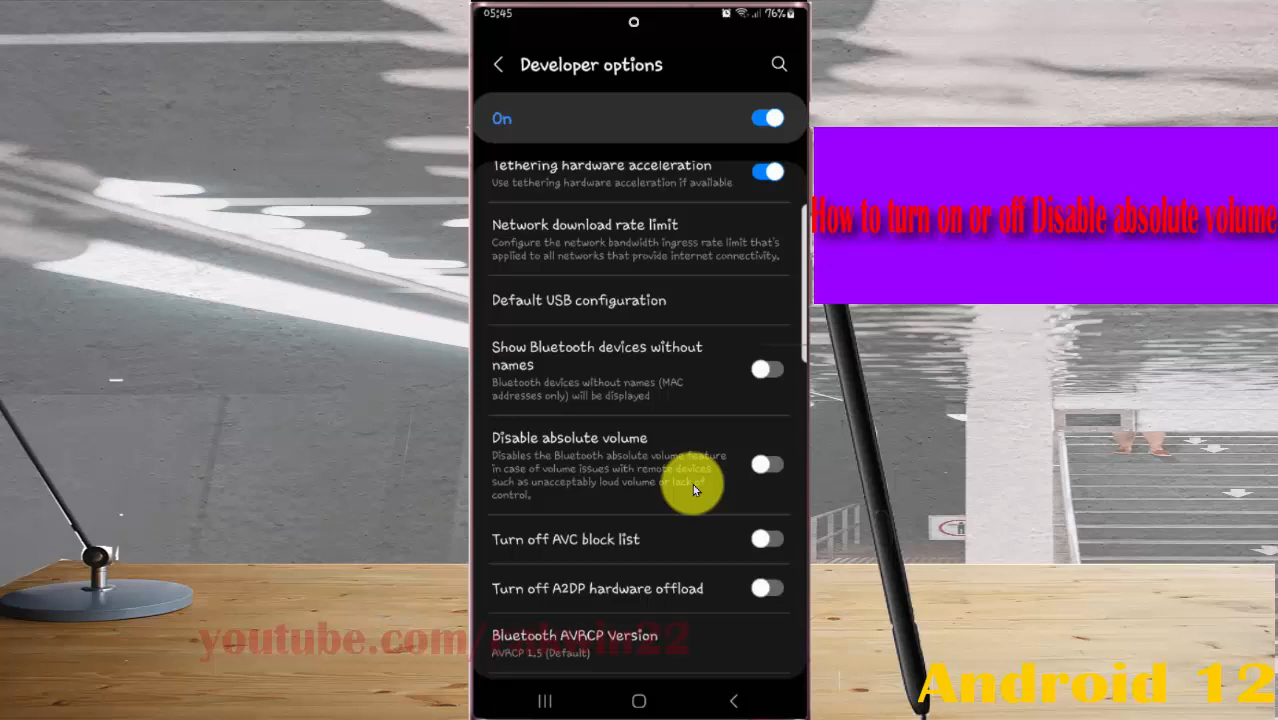 05:45
76%
Developer options
On
Tethering hardware acceleration
Use tethering hardware acceleration if available
Network download rate limit
Configure the network bandwidth ingress rate limit that's
applied to all networks that provide internet connectivity.
Default USB configuration
Show Bluetooth devices without
names
Bluetooth devices without names (MAC
addresses only) will be displayed
Disable absolute volume
Disables the Bluetooth absolute volume feature
in case of volume issues with remote devices
such as unacceptably loud volume or lack of
control.
Turn off AVC block list
Turn off A2DP hardware offload
Bluetooth AVRCP Version
AVRCP 1.5 (Default)
How to turn on or off Disable absolute volume
youtube.com/
Android 12